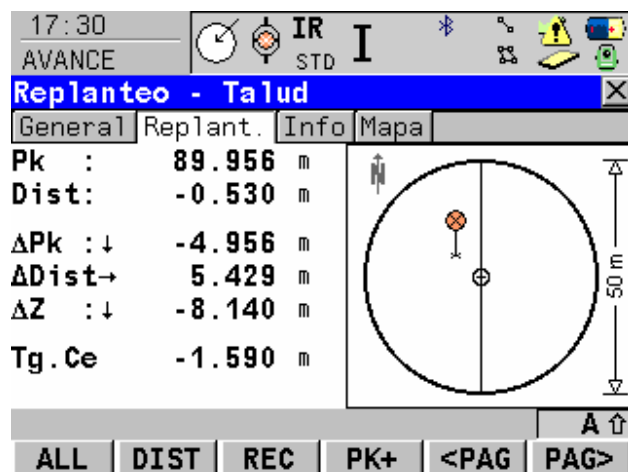 17:30
AVANCE
IR
STD
I
Replanteo - Talud
General Replant. Info Mapa
Pk : 89.956 m
Dist: -0.530 m
ΔPk :↓ -4.956 m
ΔDist→ 5.429 m
ΔZ :↓ -8.140 m
Tg.Ce -1.590 m
N
50 m
A ⇧
ALL DIST REC PK+ <PAG PAG>